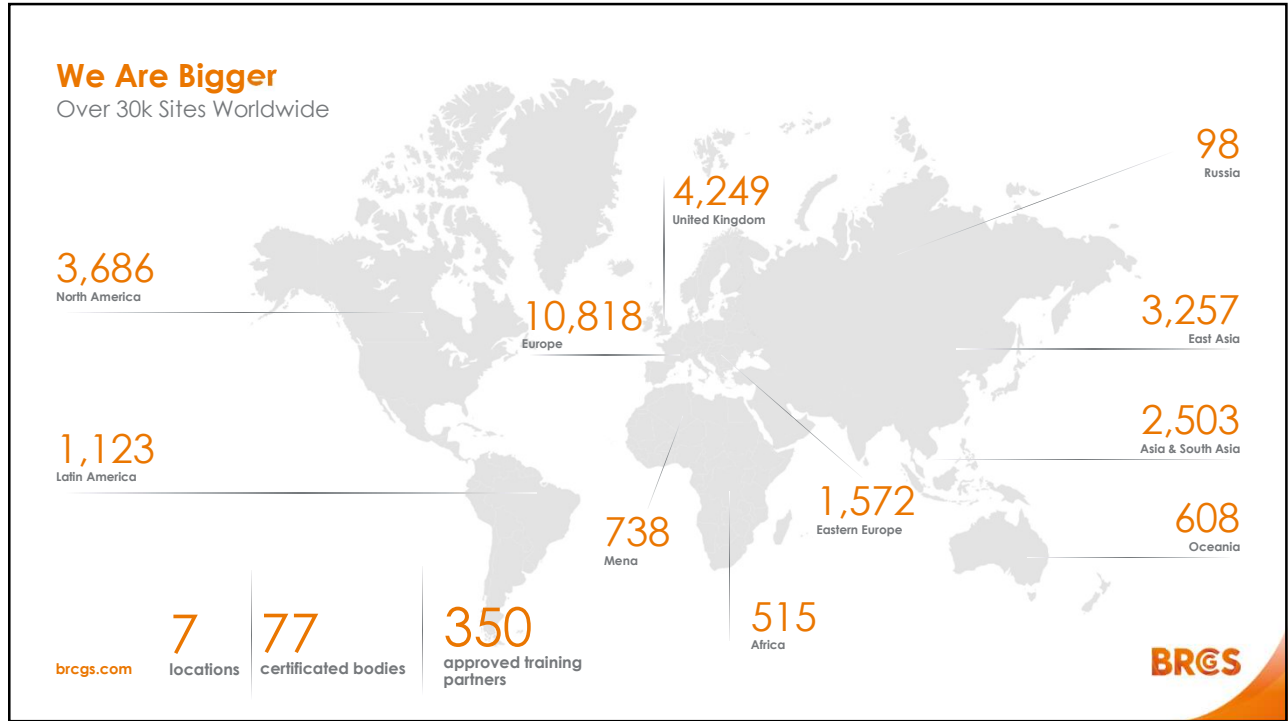 We Are Bigger
Over 30k Sites Worldwide
98
Russia
4,249
United Kingdom
3,686
North America
10,818
Europe
3,257
East Asia
1,123
Latin America
2,503
Asia & South Asia
1,572
Eastern Europe
738
Mena
608
Oceania
515
Africa
brcgs.com
7
locations
77
certificated bodies
350
approved training
partners
BRCGS